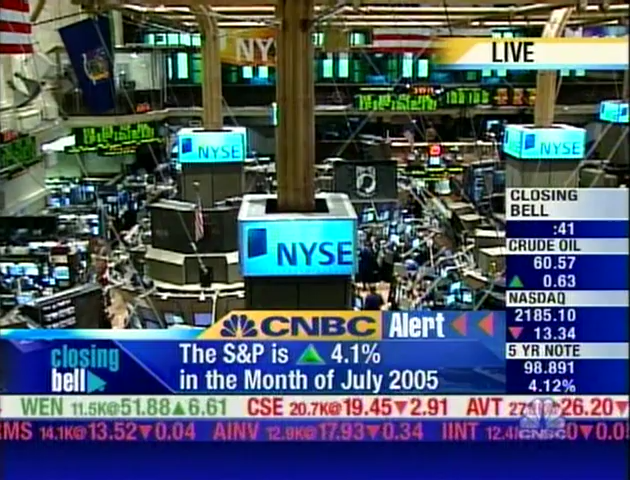 NY
LIVE
NYSE
NYSE
NYSE
CLOSING
BELL
:41
CRUDE OIL
60.57
▲ 0.63
NASDAQ
2185.10
▼ 13.34
5 YR NOTE
98.891
4.12%
CNBC Alert
closing
bell
The S&P is ▲ 4.1%
in the Month of July 2005
WEN 11.5K@51.88▲6.61 CSE 20.7K@19.45▼2.91 AVT 26.20▼
MS 14.1K@13.52▼0.04 AINV 12.9K@17.93▼0.34 IINT
CNBC